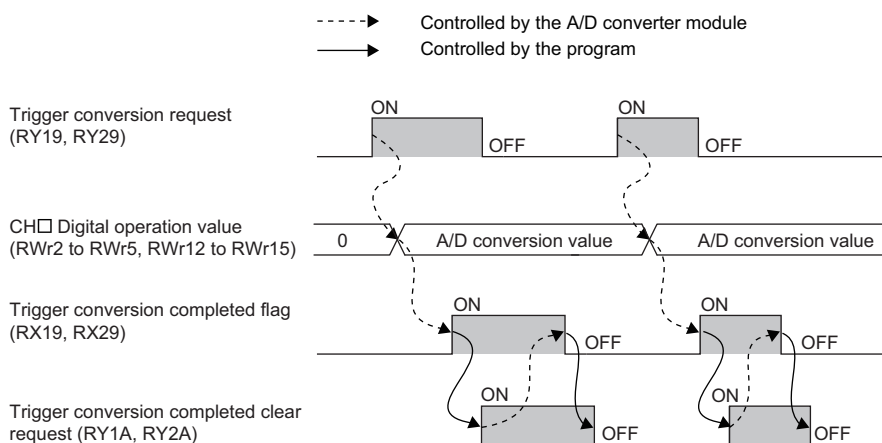 Controlled by the A/D converter module
Controlled by the program
Trigger conversion request
(RY19, RY29)
ON
OFF
ON
OFF
CH□ Digital operation value
(RWr2 to RWr5, RWr12 to RWr15)
0
A/D conversion value
A/D conversion value
Trigger conversion completed flag
(RX19, RX29)
ON
OFF
ON
OFF
Trigger conversion completed clear
request (RY1A, RY2A)
ON
OFF
ON
OFF